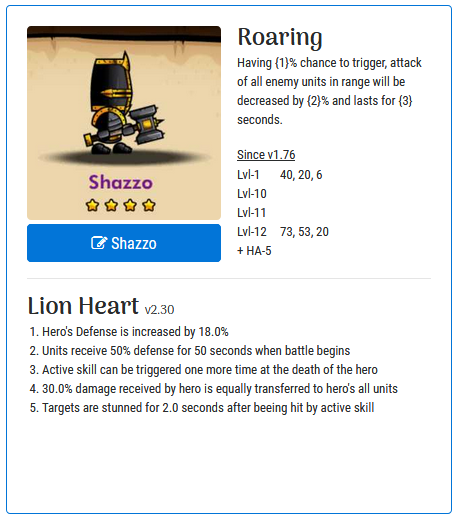 Shazzo
Shazzo
Roaring
Having {1}% chance to trigger, attack
of all enemy units in range will be
decreased by {2}% and lasts for {3}
seconds.
Since v1.76
Lvl-1 40, 20, 6
Lvl-10
Lvl-11
Lvl-12 73, 53, 20
+ HA-5
Lion Heart v2.30
1. Hero's Defense is increased by 18.0%
2. Units receive 50% defense for 50 seconds when battle begins
3. Active skill can be triggered one more time at the death of the hero
4. 30.0% damage received by hero is equally transferred to hero's all units
5. Targets are stunned for 2.0 seconds after beeing hit by active skill